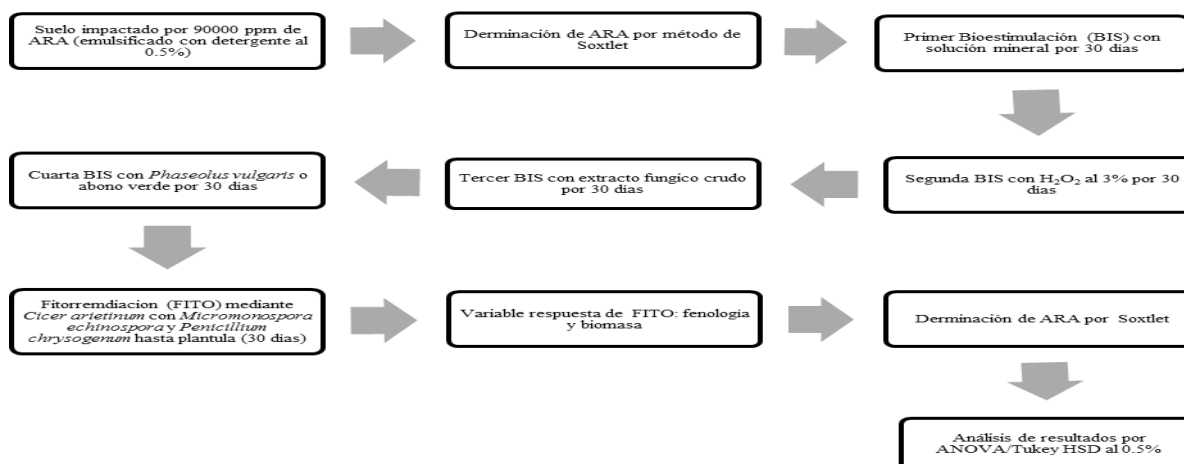 Suelo impactado por 90000 ppm de
ARA (emulsificado con detergente al
0.5%)
Derminación de ARA por método de
Soxtlet
Primer Bioestimulación (BIS) con
solución mineral por 30 días
Segunda BIS con H₂O₂ al 3% por 30
días
Tercer BIS con extracto fungico crudo
por 30 días
Cuarta BIS con Phaseolus vulgaris o
abono verde por 30 días
Fitorremdiacion (FITO) mediante
Cicer arietinum con Micromonospora
echinospora y Penicillium
chrysogenum hasta plantula (30 días)
Variable respuesta de FITO: fenología
y biomasa
Derminación de ARA por Soxtlet
Análisis de resultados por
ANOVA/Tukey HSD al 0.5%